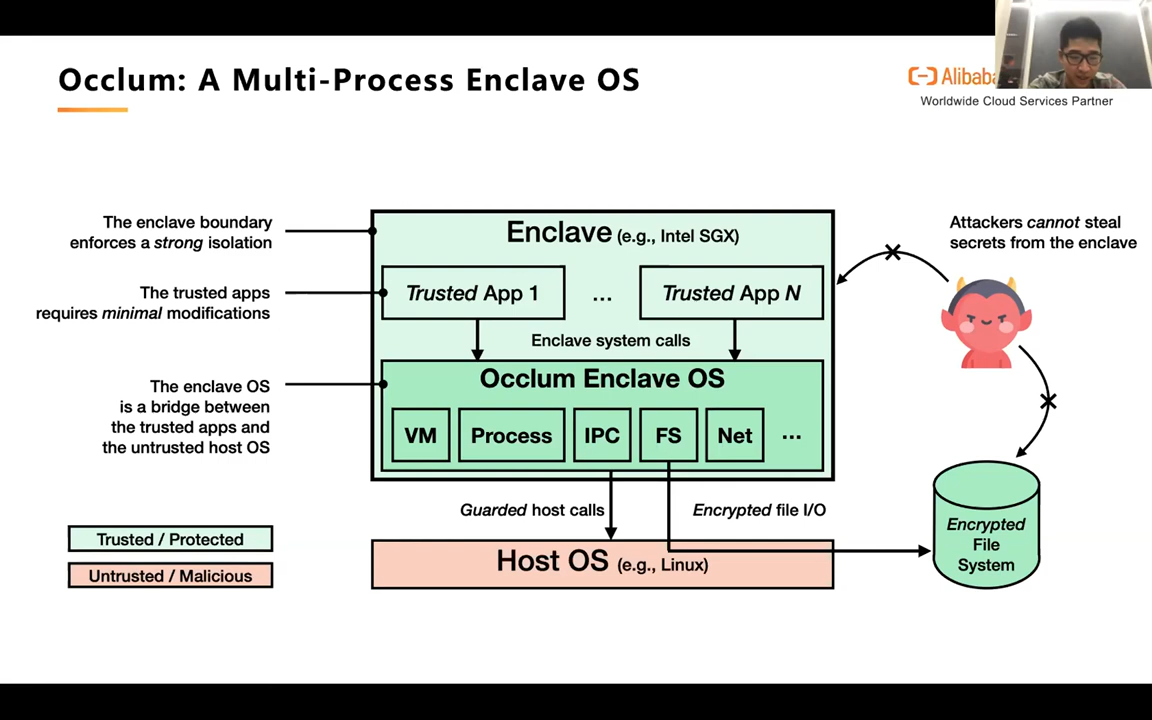 Occlum: A Multi-Process Enclave OS
Alibaba
Worldwide Cloud Services Partner
The enclave boundary
enforces a strong isolation
The trusted apps
requires minimal modifications
The enclave OS
is a bridge between
the trusted apps and
the untrusted host OS
Trusted / Protected
Untrusted / Malicious
Enclave (e.g., Intel SGX)
Trusted App 1
...
Trusted App N
Enclave system calls
Occlum Enclave OS
VM
Process
IPC
FS
Net
...
Guarded host calls
Encrypted file I/O
Host OS (e.g., Linux)
Attackers cannot steal
secrets from the enclave
Encrypted
File
System